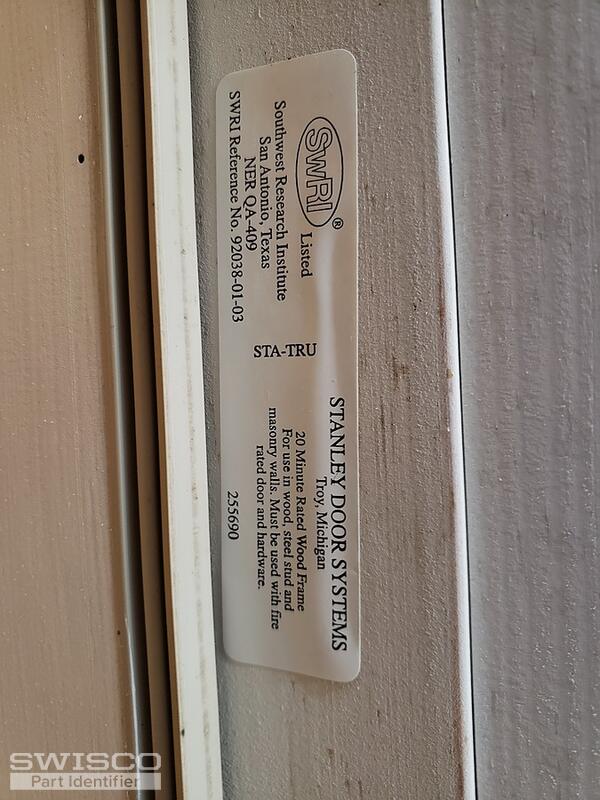 SwRI® Listed
Southwest Research Institute
San Antonio, Texas
NER QA-409
SWRI Reference No. 92038-01-03
STA-TRU
STANLEY DOOR SYSTEMS
Troy, Michigan
20 Minute Rated Wood Frame
For use in wood, steel stud and
masonry walls. Must be used with fire
rated door and hardware.
255690
SWISCO
Part Identifier